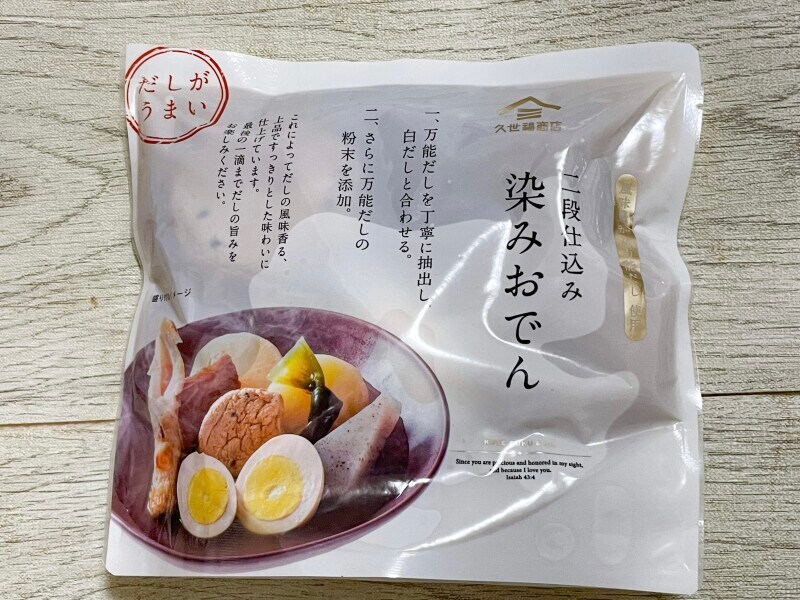 だしが
うまい
久世福商店
二段仕込み
染みおでん
一、万能だしを丁寧に抽出し、
白だしと合わせる。
二、さらに万能だしの
粉末を添加。
これによってだしの風味香る、
上品ですっきりとした味わいに
仕上げています。
最後の一滴までだしの旨みを
お楽しみください。
盛り付イメージ
Since you are precious and honored in my sight,
and because I love you.
Isaiah 43:4